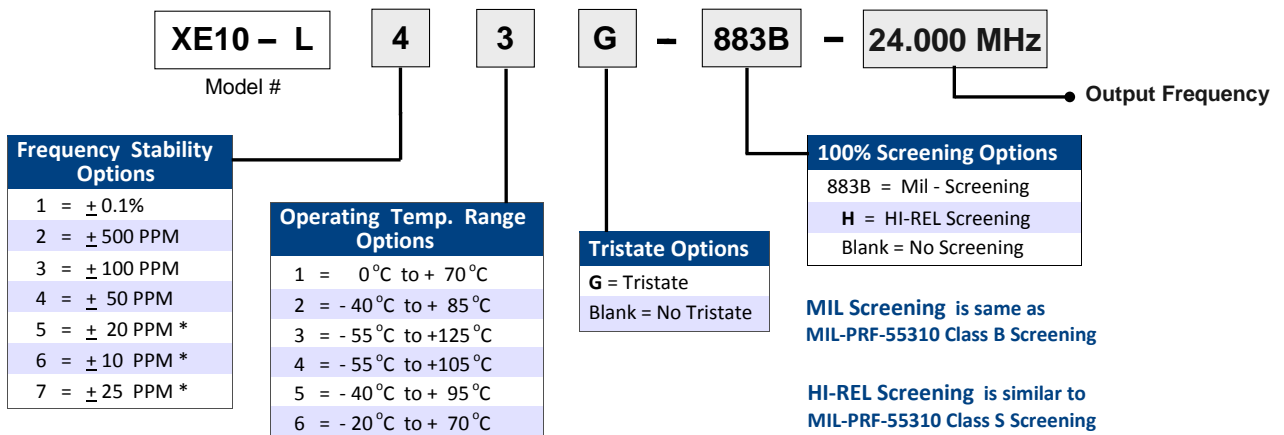 XE10 – L 4 3 G – 883B – 24.000 MHz
Model #
Output Frequency
Frequency Stability
Options
1 = ± 0.1%
2 = ± 500 PPM
3 = ± 100 PPM
4 = ± 50 PPM
5 = ± 20 PPM *
6 = ± 10 PPM *
7 = ± 25 PPM *
Operating Temp. Range
Options
1 = 0 °C to + 70 °C
2 = - 40 °C to + 85 °C
3 = - 55 °C to +125 °C
4 = - 55 °C to +105 °C
5 = - 40 °C to + 95 °C
6 = - 20 °C to + 70 °C
Tristate Options
G = Tristate
Blank = No Tristate
100% Screening Options
883B = Mil - Screening
H = HI-REL Screening
Blank = No Screening
MIL Screening is same as
MIL-PRF-55310 Class B Screening
HI-REL Screening is similar to
MIL-PRF-55310 Class S Screening